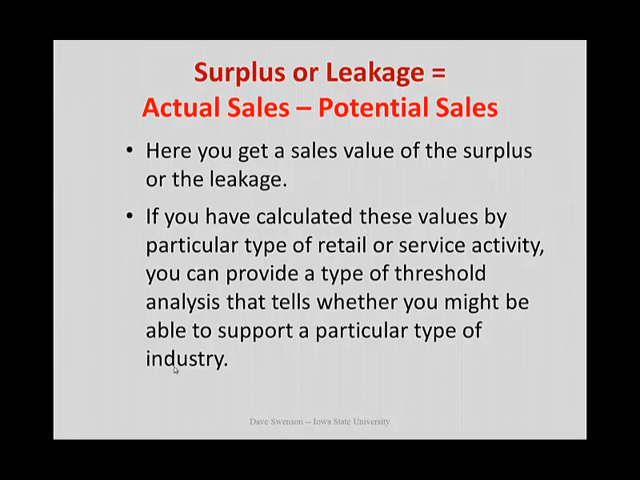 Surplus or Leakage =
Actual Sales – Potential Sales
• Here you get a sales value of the surplus
or the leakage.
• If you have calculated these values by
particular type of retail or service activity,
you can provide a type of threshold
analysis that tells whether you might be
able to support a particular type of
industry.
Dave Swenson -- Iowa State University